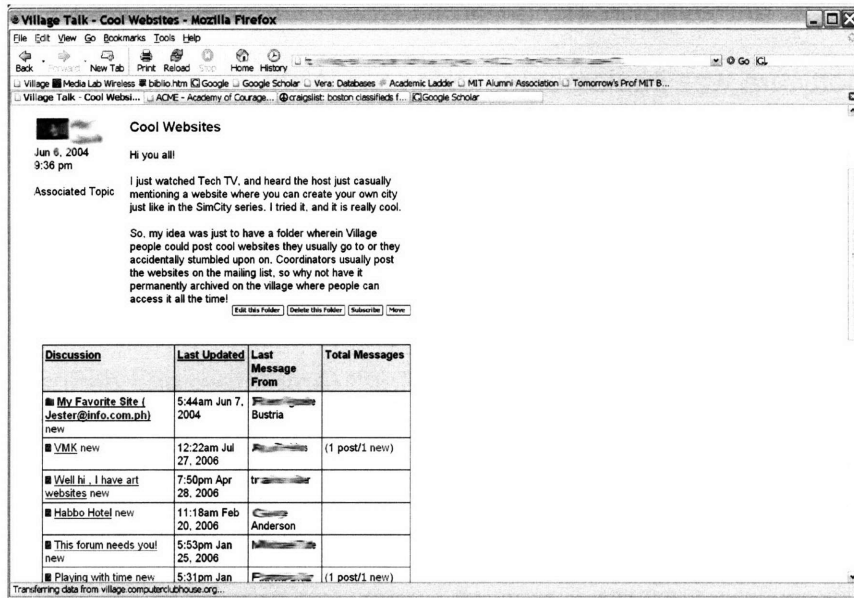 Village Talk - Cool Websites - Mozilla Firefox
File Edit View Go Bookmarks Tools Help
Back Forward New Tab Print Reload Stop Home History Go
Village Media Lab Wireless biblio.htm Google Google Scholar Vera: Databases Academic Ladder MIT Alumni Association Tomorrow's Prof MIT B...
Village Talk - Cool Websi... ACME - Academy of Courage... craigslist: boston classifieds f... Google Scholar
Cool Websites
Jun 6, 2004
9:36 pm
Associated Topic
Hi you all!
I just watched Tech TV, and heard the host just casually
mentioning a website where you can create your own city
just like in the SimCity series. I tried it, and it is really cool.
So, my idea was just to have a folder wherein Village
people could post cool websites they usually go to or they
accidentally stumbled upon on. Coordinators usually post
the websites on the mailing list, so why not have it
permanently archived on the village where people can
access it all the time!
Edit this Folder Delete this Folder Subscribe Move
Discussion Last Updated Last Message From Total Messages
My Favorite Site ( Jester@info.com.ph) new 5:44am Jun 7, 2004 Bustria
VMK new 12:22am Jul 27, 2006 (1 post/1 new)
Well hi , I have art websites new 7:50pm Apr 28, 2006
Habbo Hotel new 11:18am Feb 20, 2006 Anderson
This forum needs you! new 5:53pm Jan 25, 2006
Playing with time new 5:31pm Jan (1 post/1 new)
Transferring data from village.computerclubhouse.org...